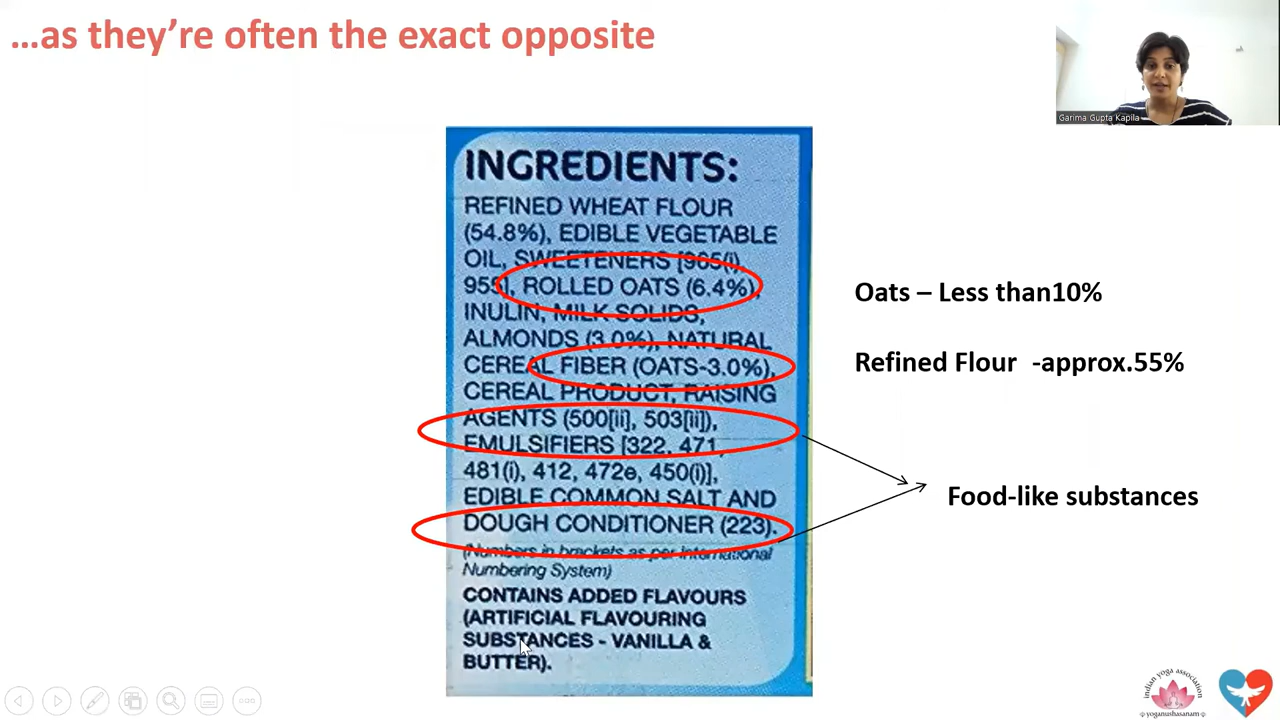 ...as they're often the exact opposite
Garima Gupta Kapila
INGREDIENTS:
REFINED WHEAT FLOUR
(54.8%), EDIBLE VEGETABLE
OIL, SWEETENERS [965(i),
955], ROLLED OATS (6.4%),
INULIN, MILK SOLIDS,
ALMONDS (3.0%), NATURAL
CEREAL FIBER (OATS-3.0%),
CEREAL PRODUCT, RAISING
AGENTS (500[ii], 503[ii]),
EMULSIFIERS [322, 471,
481(i), 412, 472e, 450(i)],
EDIBLE COMMON SALT AND
DOUGH CONDITIONER (223).
(Numbers in brackets as per International
Numbering System)
CONTAINS ADDED FLAVOURS
(ARTIFICIAL FLAVOURING
SUBSTANCES - VANILLA &
BUTTER).
Oats – Less than10%
Refined Flour -approx.55%
Food-like substances
indian yoga association
yoganushasanam